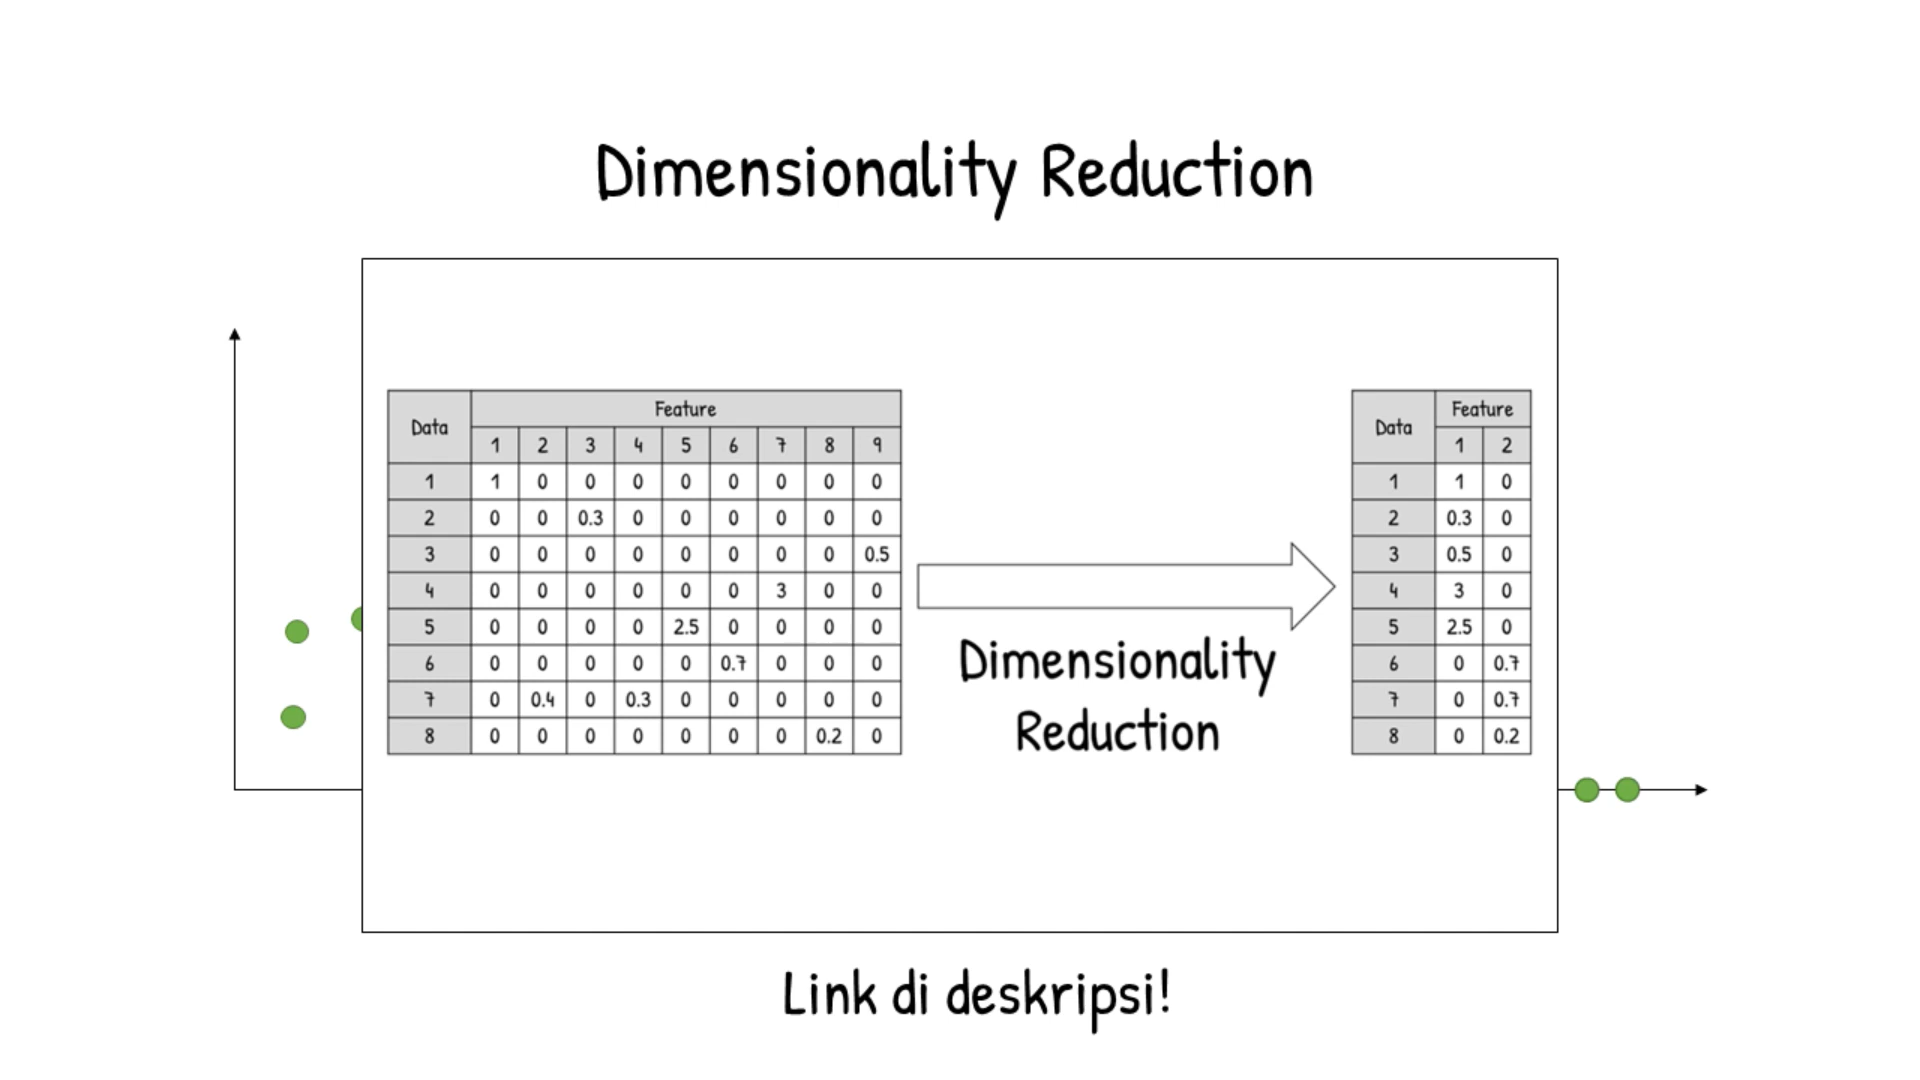 Dimensionality Reduction
Data Feature
1 2 3 4 5 6 7 8 9
1 1 0 0 0 0 0 0 0 0
2 0 0 0.3 0 0 0 0 0 0
3 0 0 0 0 0 0 0 0 0.5
4 0 0 0 0 0 0 3 0 0
5 0 0 0 0 2.5 0 0 0 0
6 0 0 0 0 0 0.7 0 0 0
7 0 0.4 0 0.3 0 0 0 0 0
8 0 0 0 0 0 0 0 0.2 0
Dimensionality
Reduction
Data Feature
1 2
1 1 0
2 0.3 0
3 0.5 0
4 3 0
5 2.5 0
6 0 0.7
7 0 0.7
8 0 0.2
Link di deskripsi!